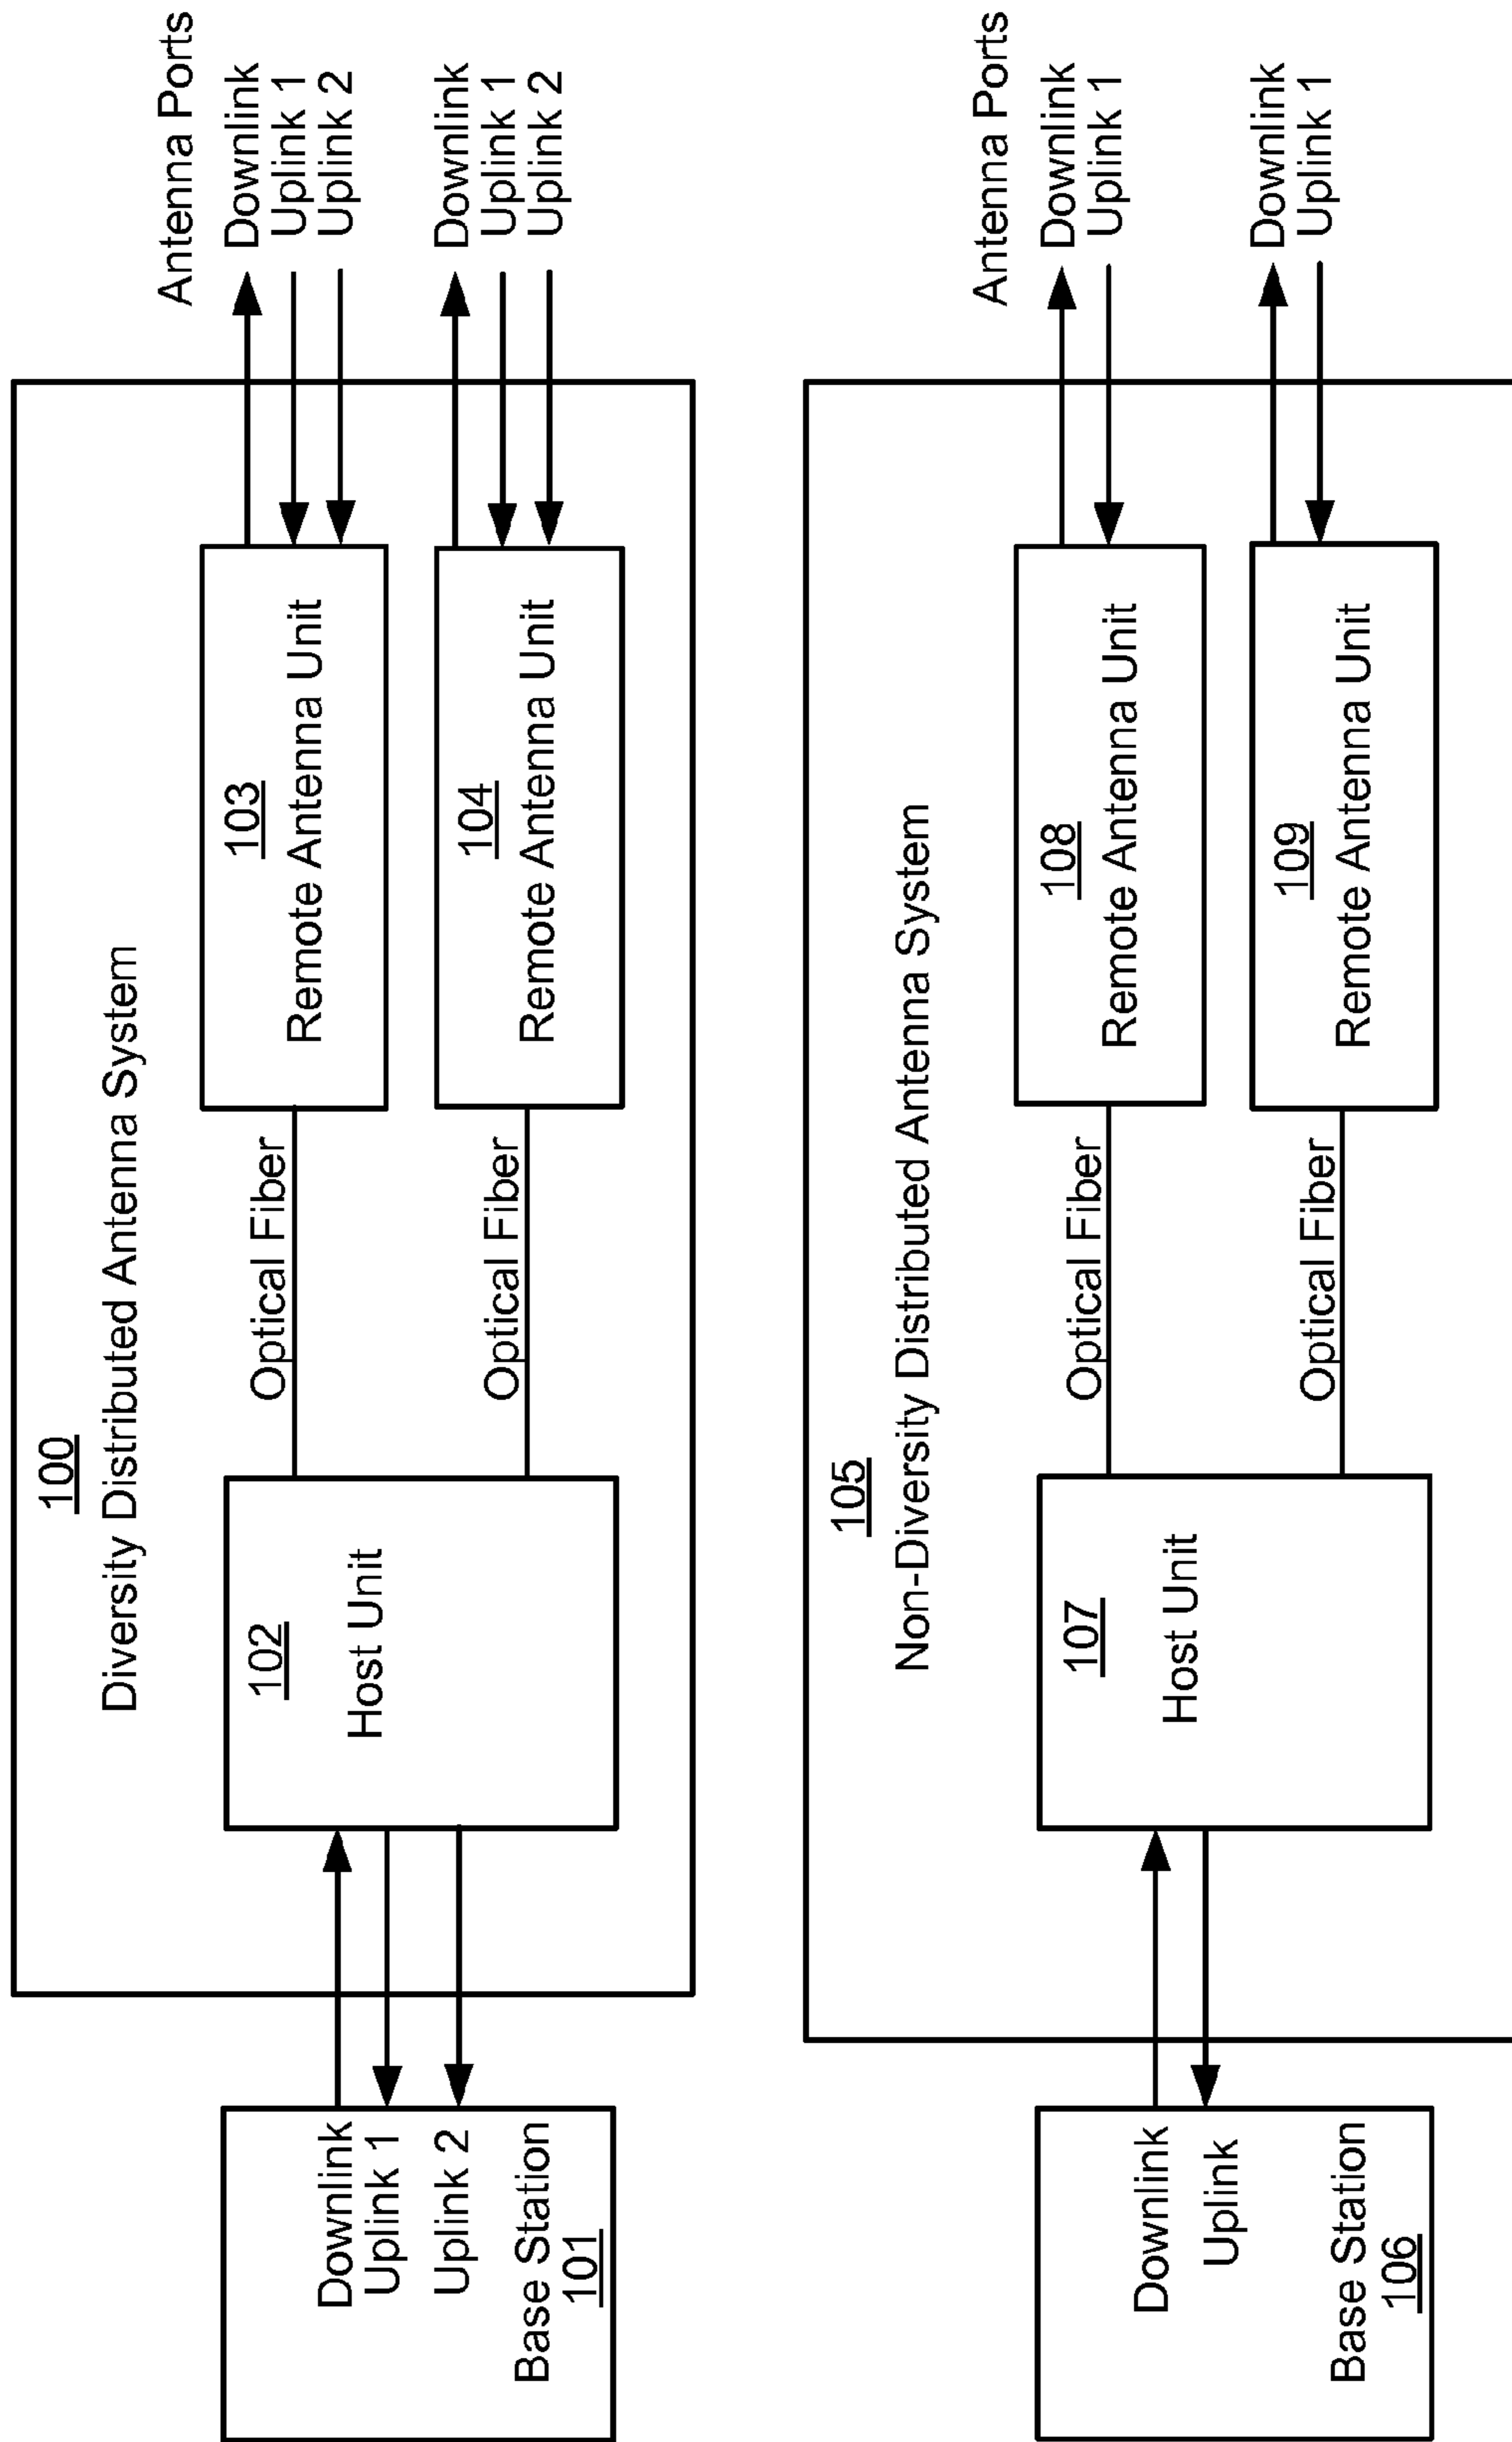 100
Diversity Distributed Antenna System
Antenna Ports
Downlink
Uplink 1
Uplink 2
Base Station
101
102
Host Unit
Optical Fiber
Optical Fiber
103
Remote Antenna Unit
104
Remote Antenna Unit
Downlink
Uplink 1
Uplink 2
Downlink
Uplink 1
Uplink 2
105
Non-Diversity Distributed Antenna System
Antenna Ports
Downlink
Uplink
Base Station
106
107
Host Unit
Optical Fiber
Optical Fiber
108
Remote Antenna Unit
109
Remote Antenna Unit
Downlink
Uplink 1
Downlink
Uplink 1